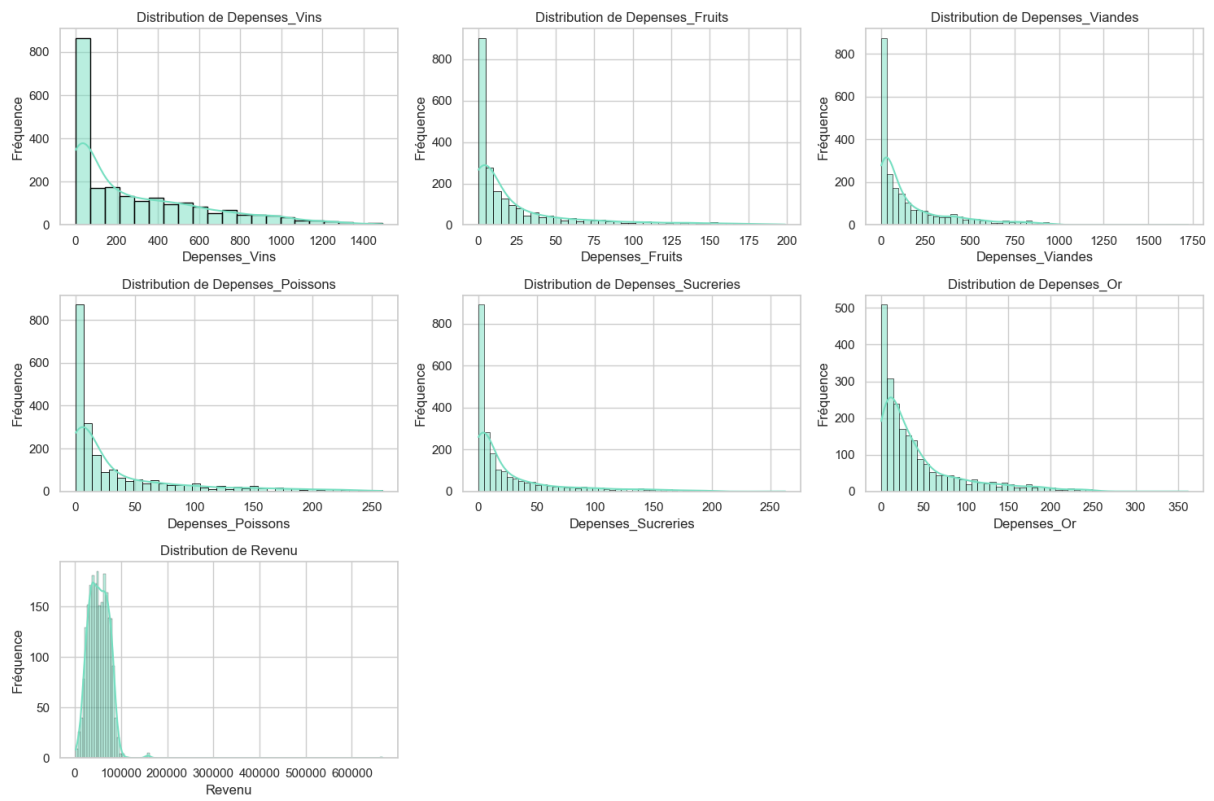 Distribution de Depenses_Vins
Fréquence
800
600
400
200
0
0 200 400 600 800 1000 1200 1400
Depenses_Vins
Distribution de Depenses_Fruits
Fréquence
800
600
400
200
0
0 25 50 75 100 125 150 175 200
Depenses_Fruits
Distribution de Depenses_Viandes
Fréquence
800
600
400
200
0
0 250 500 750 1000 1250 1500 1750
Depenses_Viandes
Distribution de Depenses_Poissons
Fréquence
800
600
400
200
0
0 50 100 150 200 250
Depenses_Poissons
Distribution de Depenses_Sucreries
Fréquence
800
600
400
200
0
0 50 100 150 200 250
Depenses_Sucreries
Distribution de Depenses_Or
Fréquence
500
400
300
200
100
0
0 50 100 150 200 250 300 350
Depenses_Or
Distribution de Revenu
Fréquence
150
100
50
0
0 100000 200000 300000 400000 500000 600000
Revenu